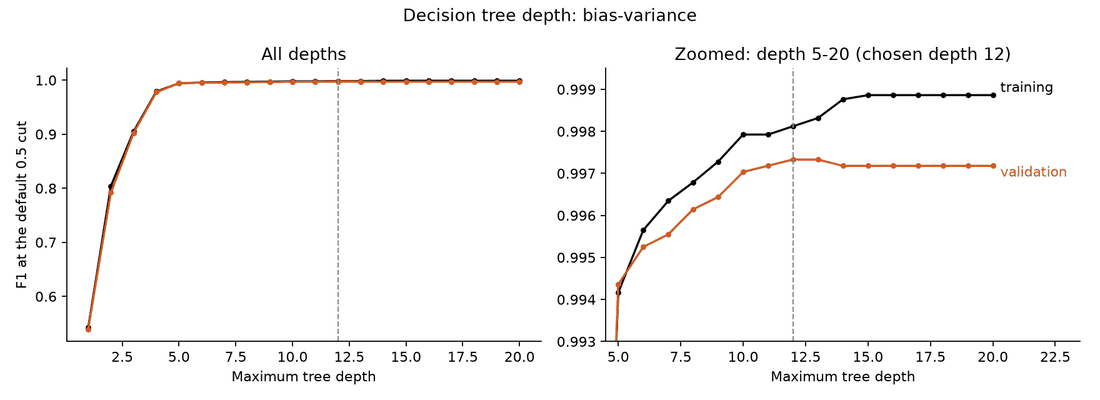 Decision tree depth: bias-variance
All depths
F1 at the default 0.5 cut
1.0
0.9
0.8
0.7
0.6
2.5 5.0 7.5 10.0 12.5 15.0 17.5 20.0
Maximum tree depth
Zoomed: depth 5-20 (chosen depth 12)
0.999
0.998
0.997
0.996
0.995
0.994
0.993
training
validation
5.0 7.5 10.0 12.5 15.0 17.5 20.0 22.5
Maximum tree depth